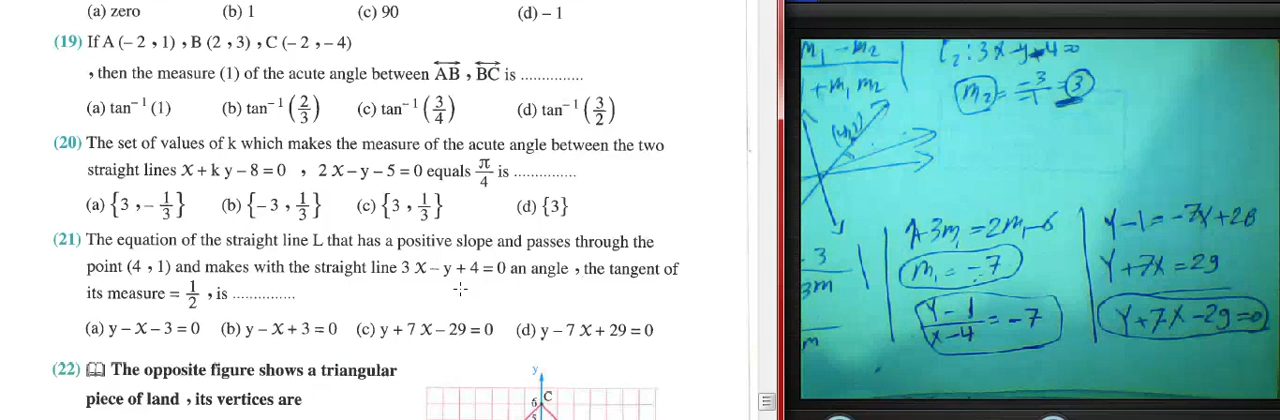 (a) zero (b) 1 (c) 90 (d) – 1
(19) If A (– 2 , 1) , B (2 , 3) , C (– 2 , – 4)
, then the measure (1) of the acute angle between AB , BC is ...............
(a) tan⁻¹ (1) (b) tan⁻¹ (2/3) (c) tan⁻¹ (3/4) (d) tan⁻¹ (3/2)
(20) The set of values of k which makes the measure of the acute angle between the two
straight lines X + k y – 8 = 0 , 2 X – y – 5 = 0 equals π/4 is ...............
(a) {3 , – 1/3} (b) {– 3 , 1/3} (c) {3 , 1/3} (d) {3}
(21) The equation of the straight line L that has a positive slope and passes through the
point (4 , 1) and makes with the straight line 3 X – y + 4 = 0 an angle , the tangent of
its measure = 1/2 , is ...............
(a) y – X – 3 = 0 (b) y – X + 3 = 0 (c) y + 7 X – 29 = 0 (d) y – 7 X + 29 = 0
(22) The opposite figure shows a triangular
piece of land , its vertices are
y
6 C
5
M₁ – M₂
1 + m₁ m₂
L₂ : 3X – y + 4 = 0
m₂ = –3/–1 = 3
3
3m
m
1 – 3m₁ = 2m₁ – 6
m₁ = – 7
y – 1 / x – 4 = – 7
Y – 1 = – 7X + 28
Y + 7X = 29
Y + 7X – 29 = 0